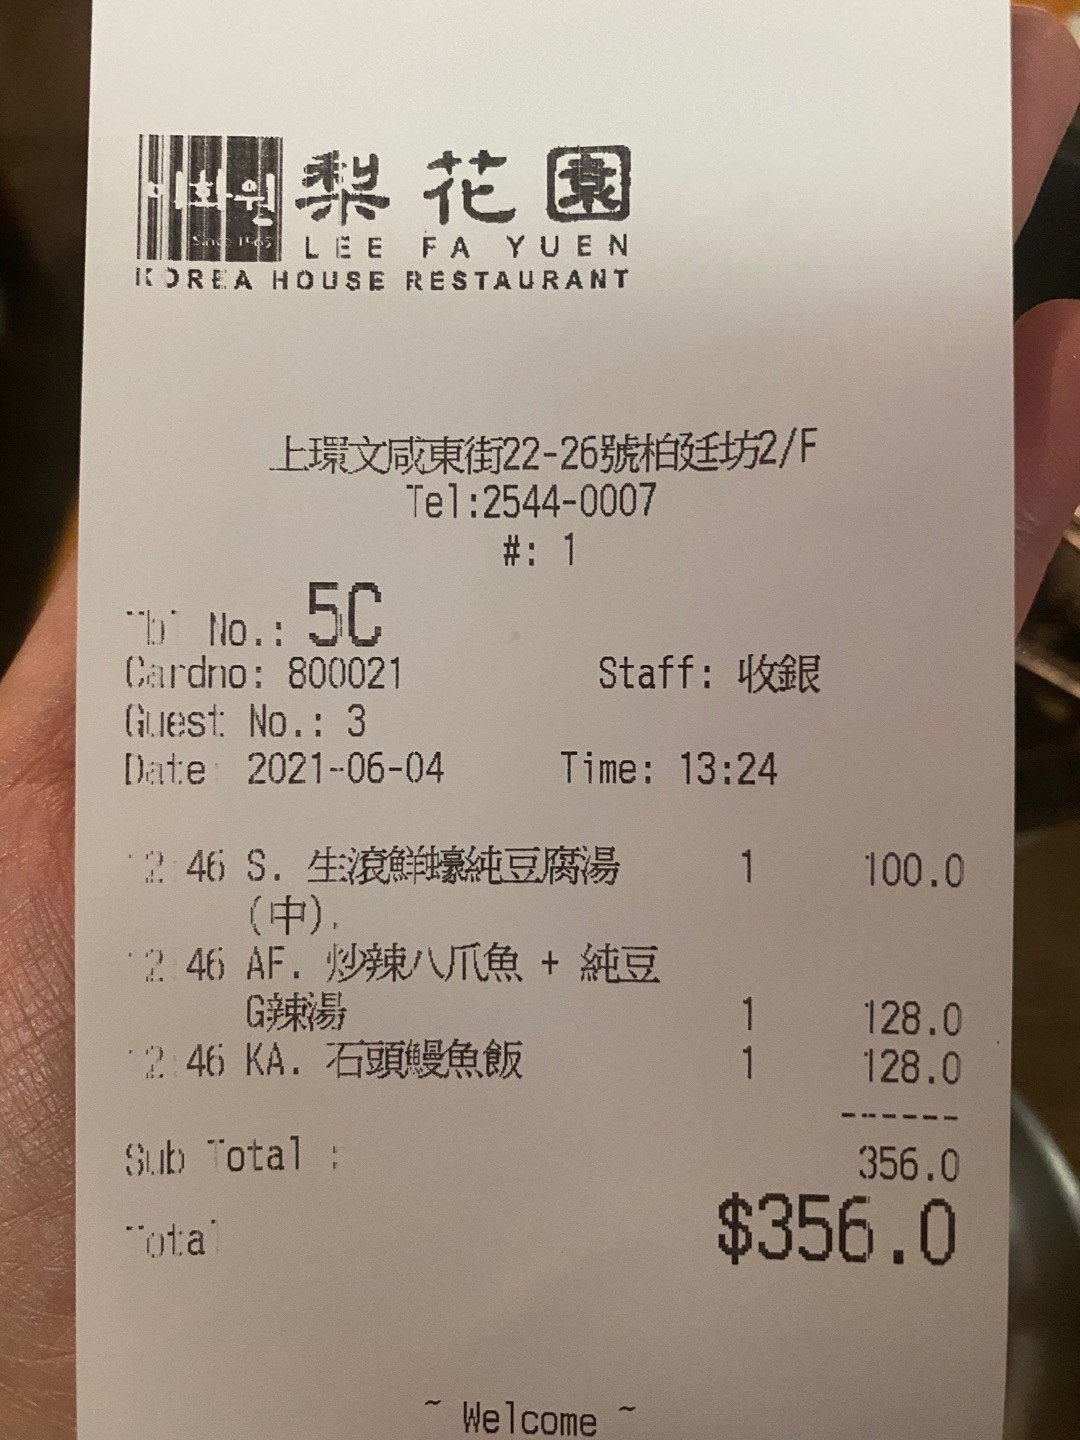 이화원 梨花園
Since 1965 LEE FA YUEN
KOREA HOUSE RESTAURANT
上環文咸東街22-26號柏廷坊2/F
Tel:2544-0007
#: 1
Tbl No.: 5C
Cardno: 800021 Staff: 收銀
Guest No.: 3
Date: 2021-06-04 Time: 13:24
12:46 S. 生滾鮮蠔純豆腐湯 1 100.0
(中).
12:46 AF. 炒辣八爪魚 + 純豆
G辣湯 1 128.0
12:46 KA. 石頭鰻魚飯 1 128.0
------
Sub Total : 356.0
Total $356.0
~ Welcome ~